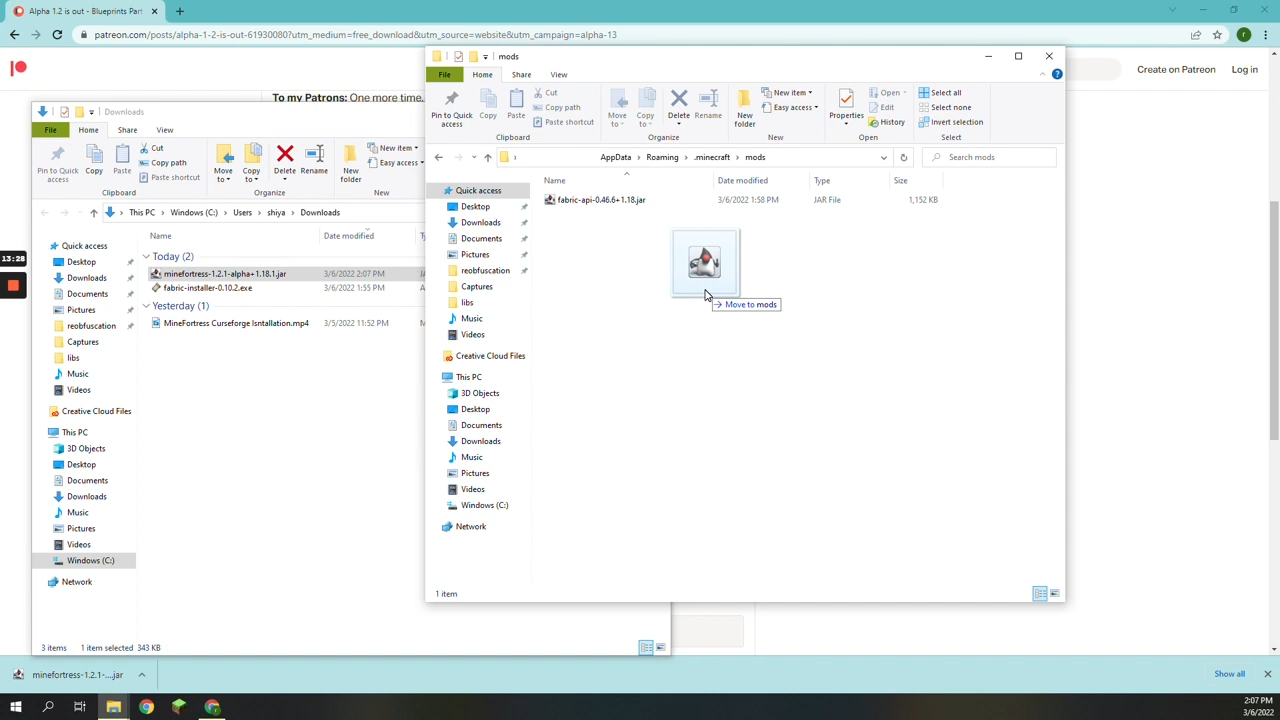 Alpha 1.2 is out - Blueprints Part
patreon.com/posts/alpha-1-2-is-out-61930080?utm_medium=free_download&utm_source=website&utm_campaign=alpha-13
r
Create on Patreon
Log in
To my Patrons: One more time,
Downloads
File
Home
Share
View
Pin to Quick access
Copy
Paste
Cut
Copy path
Paste shortcut
Clipboard
Move to
Copy to
Delete
Rename
Organize
New folder
New item
Easy access
New
This PC
Windows (C:)
Users
shiya
Downloads
Name
Date modified
Quick access
Desktop
Downloads
Documents
Pictures
reobfuscation
Captures
libs
Music
Videos
Creative Cloud Files
This PC
3D Objects
Desktop
Documents
Downloads
Music
Pictures
Videos
Windows (C:)
Network
Today (2)
minefortress-1.2.1-alpha+1.18.1.jar 3/6/2022 2:07 PM
fabric-installer-0.10.2.exe 3/6/2022 1:55 PM
Yesterday (1)
MineFortress Curseforge Isntallation.mp4 3/5/2022 11:52 PM
3 items 1 item selected 343 KB
13:28
mods
File
Home
Share
View
Pin to Quick access
Copy
Paste
Cut
Copy path
Paste shortcut
Clipboard
Move to
Copy to
Delete
Rename
Organize
New folder
New item
Easy access
New
Properties
Open
Edit
History
Open
Select all
Select none
Invert selection
Select
AppData
Roaming
.minecraft
mods
Search mods
Name
Date modified
Type
Size
fabric-api-0.46.6+1.18.jar 3/6/2022 1:58 PM JAR File 1,152 KB
Move to mods
Quick access
Desktop
Downloads
Documents
Pictures
reobfuscation
Captures
libs
Music
Videos
Creative Cloud Files
This PC
3D Objects
Desktop
Documents
Downloads
Music
Pictures
Videos
Windows (C:)
Network
1 item
minefortress-1.2.1-....jar
Show all
2:07 PM
3/6/2022